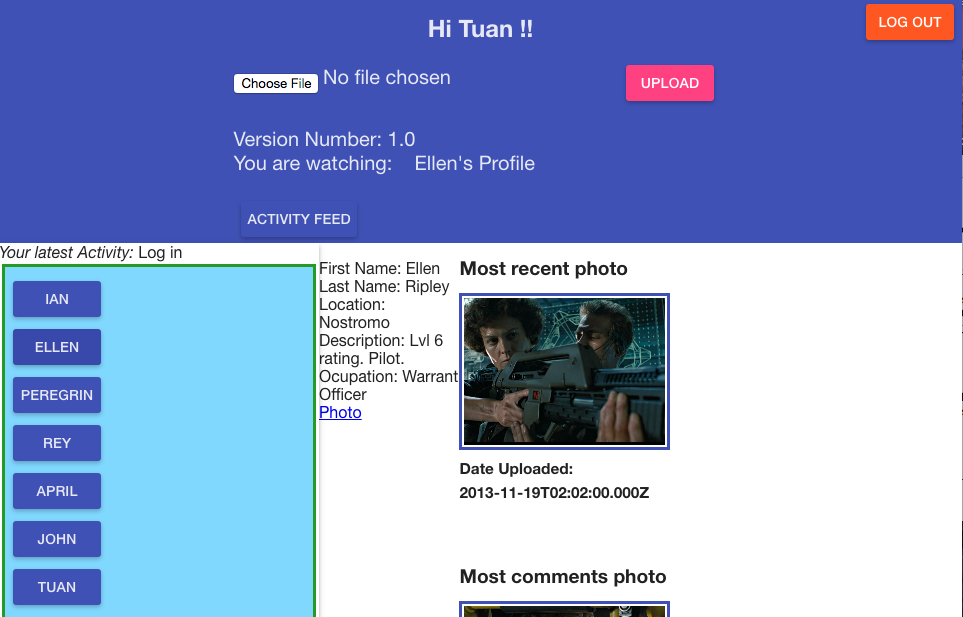 Hi Tuan !!
LOG OUT
Choose File No file chosen
UPLOAD
Version Number: 1.0
You are watching: Ellen's Profile
ACTIVITY FEED
Your latest Activity: Log in
IAN
ELLEN
PEREGRIN
REY
APRIL
JOHN
TUAN
First Name: Ellen
Last Name: Ripley
Location:
Nostromo
Description: Lvl 6
rating. Pilot.
Ocupation: Warrant
Officer
Photo
Most recent photo
Date Uploaded:
2013-11-19T02:02:00.000Z
Most comments photo